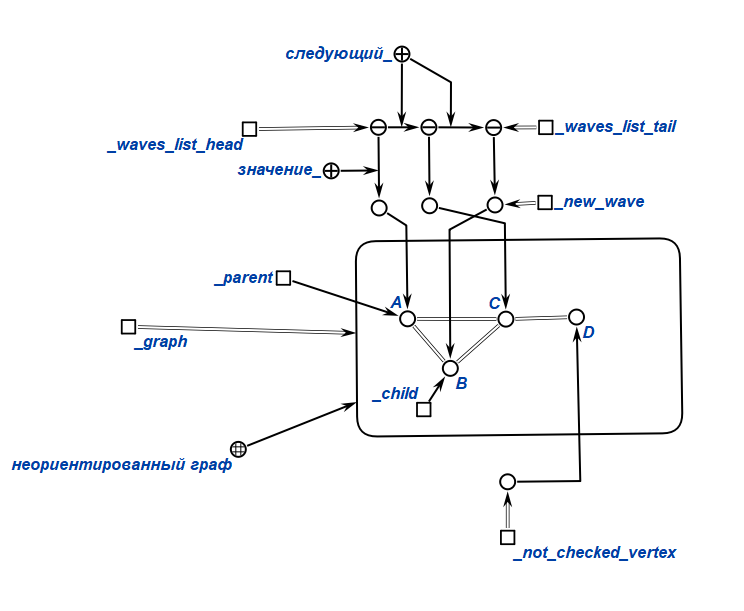 следующий_
_waves_list_head
_waves_list_tail
значение_
_new_wave
_parent
A
C
_graph
D
B
_child
неориентированный граф
_not_checked_vertex